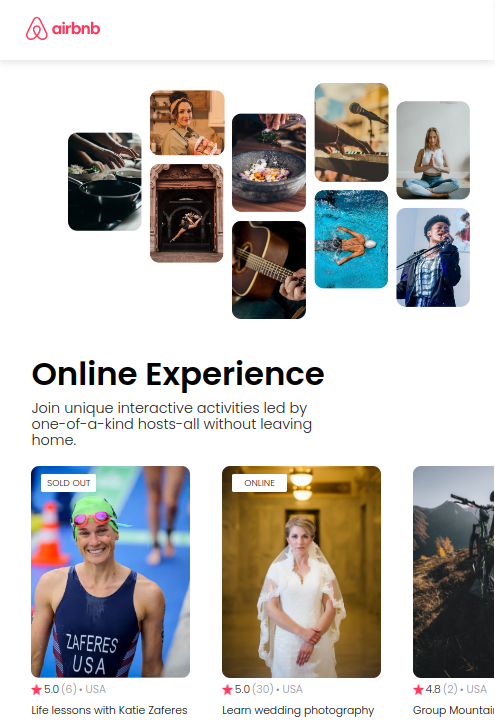 airbnb
Online Experience
Join unique interactive activities led by
one-of-a-kind hosts-all without leaving
home.
SOLD OUT
ONLINE
ZAFERES
USA
5.0 (6) • USA
5.0 (30) • USA
4.8 (2) • USA
Life lessons with Katie Zaferes
Learn wedding photography
Group Mountai